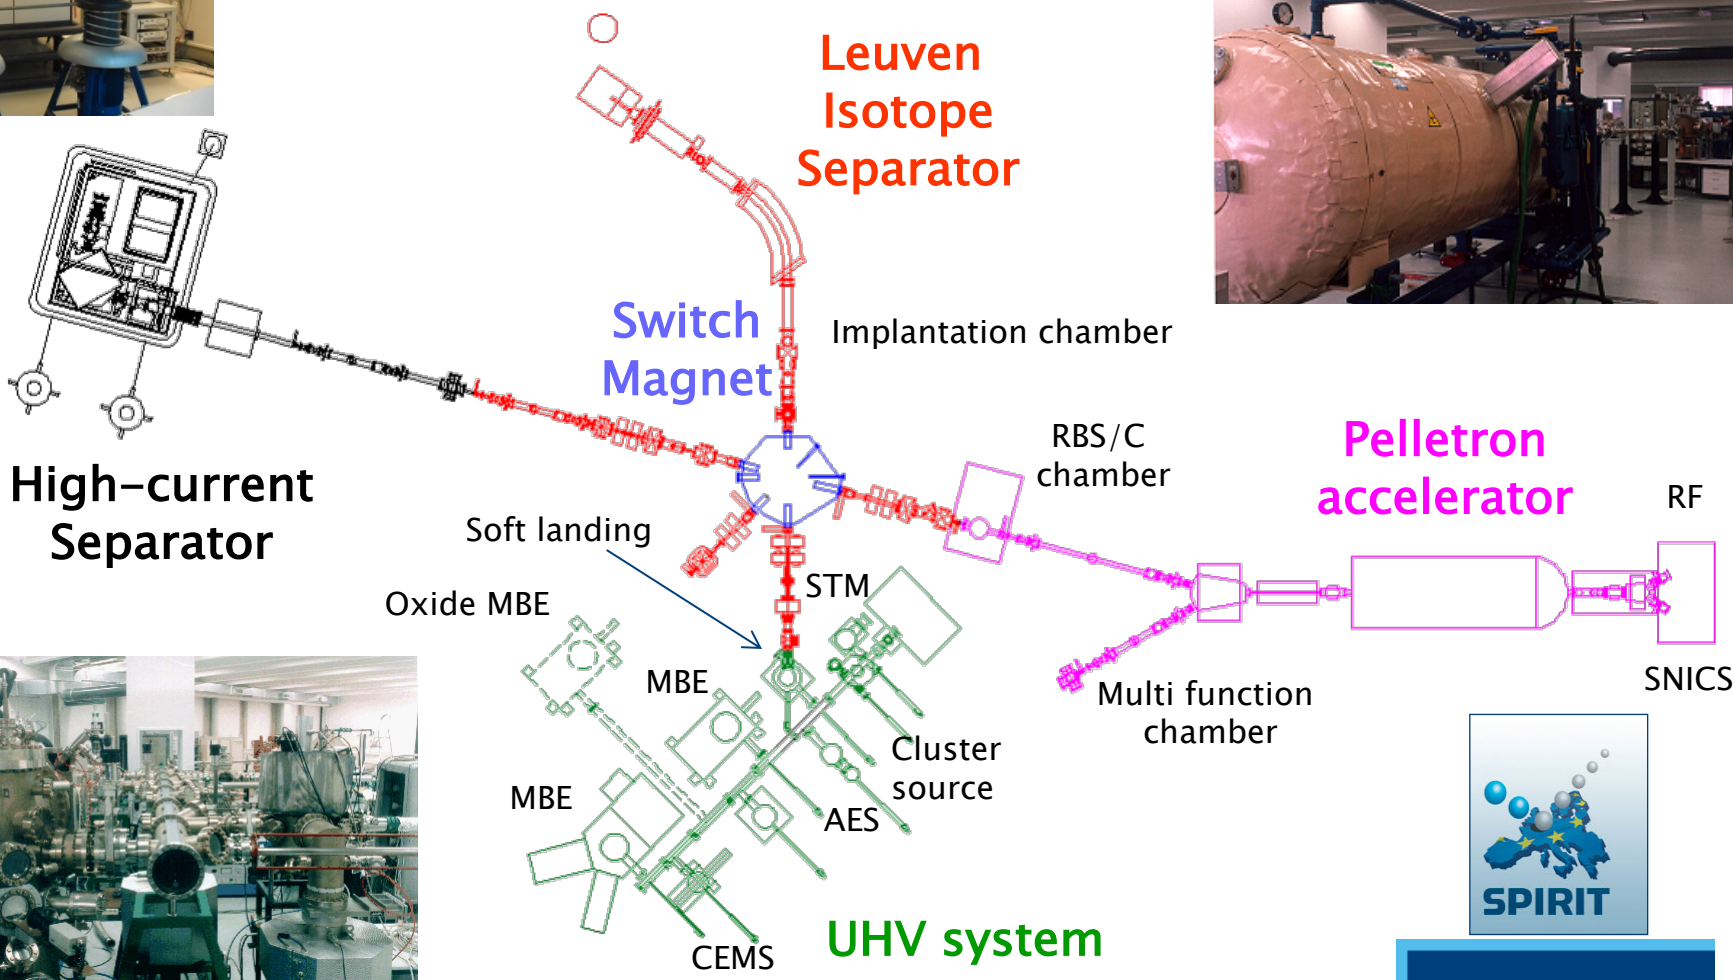 Leuven
Isotope
Separator
Switch
Magnet
Implantation chamber
RBS/C
chamber
Pelletron
accelerator
RF
High-current
Separator
Soft landing
STM
Oxide MBE
MBE
SNICS
Multi function
chamber
Cluster
source
MBE
AES
SPIRIT
UHV system
CEMS